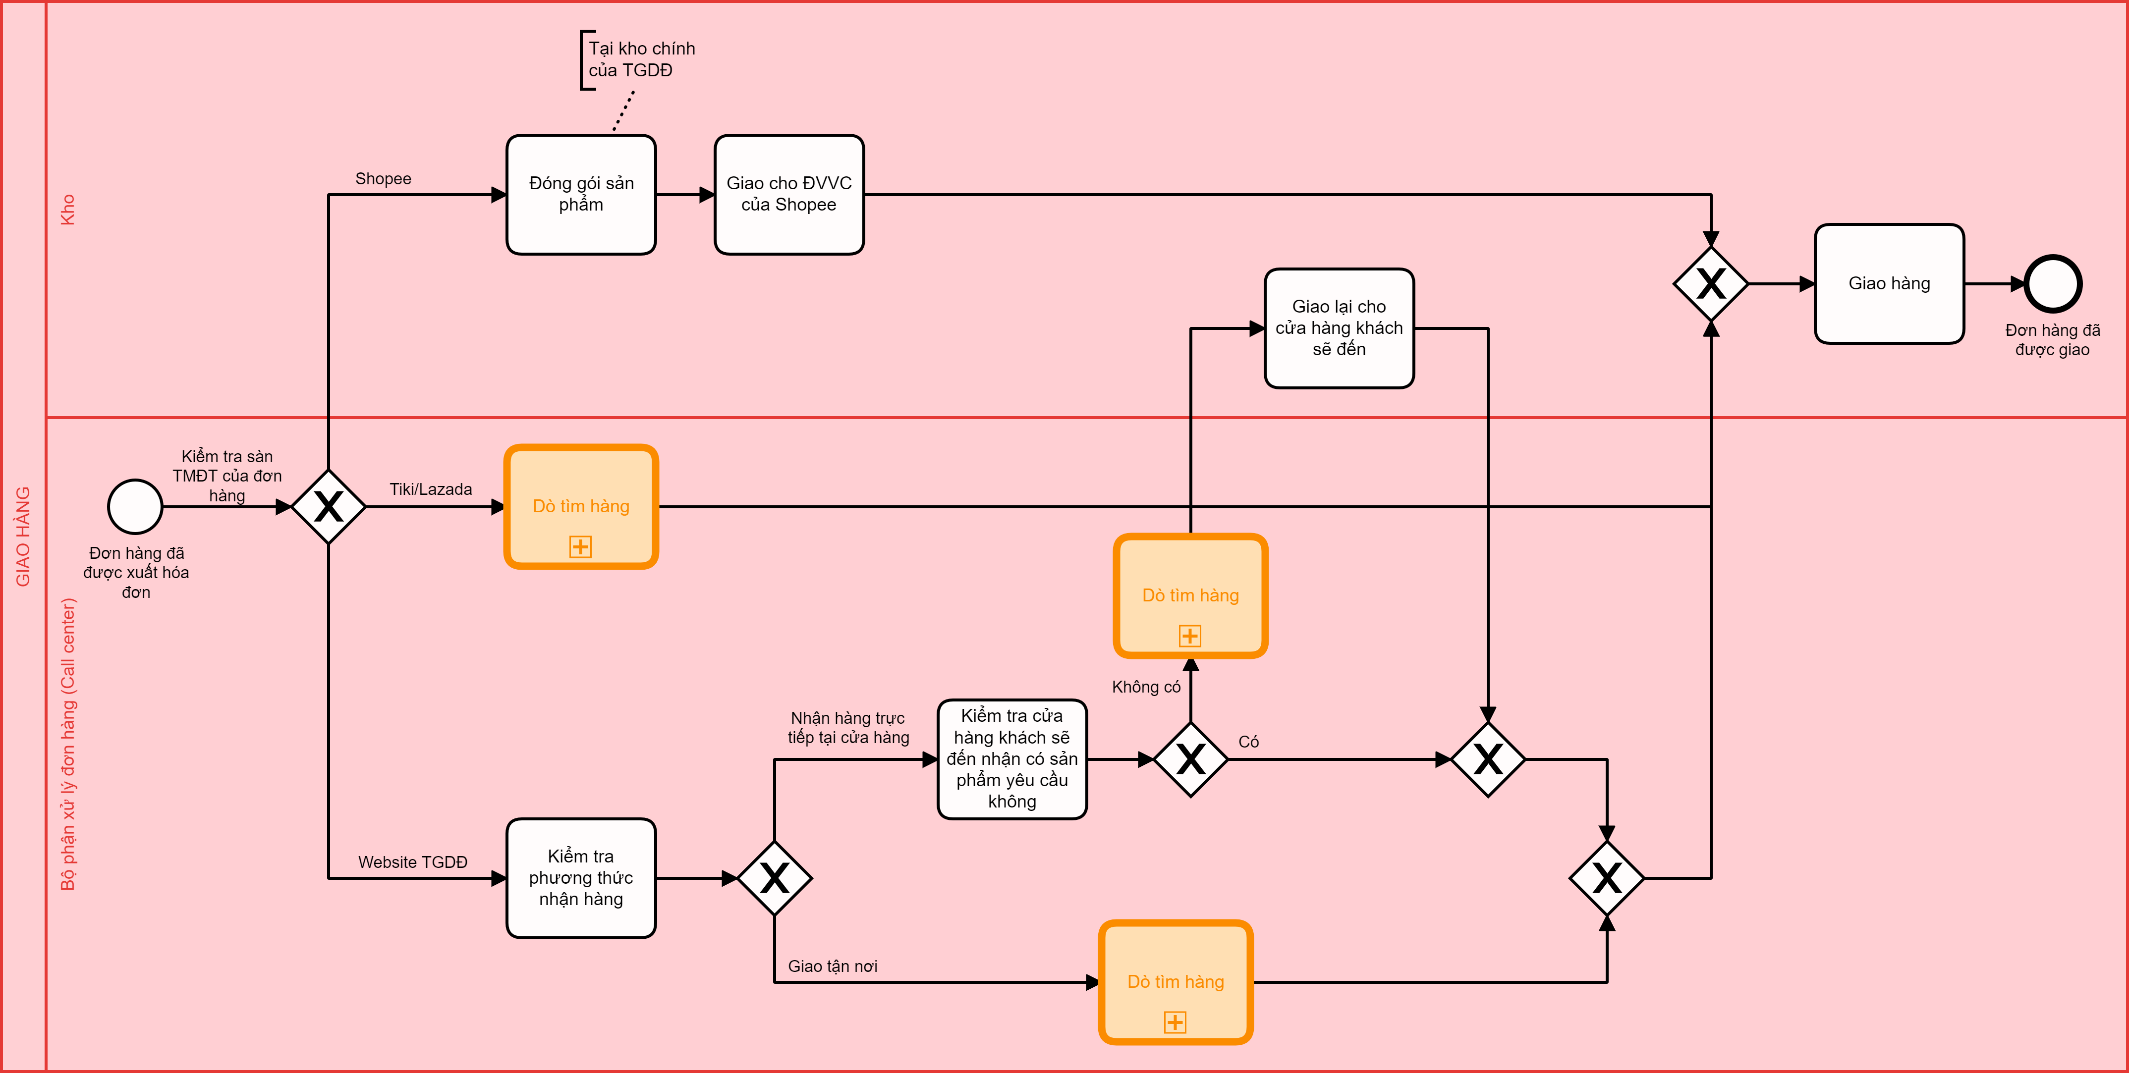 GIAO HÀNG
Kho
Tại kho chính
của TGDĐ
Shopee
Đóng gói sản
phẩm
Giao cho ĐVVC
của Shopee
Giao lại cho
cửa hàng khách
sẽ đến
Giao hàng
Đơn hàng đã
được giao
Bộ phận xử lý đơn hàng (Call center)
Kiểm tra sàn
TMĐT của đơn
hàng
Đơn hàng đã
được xuất hóa
đơn
Tiki/Lazada
Dò tìm hàng
Dò tìm hàng
Không có
Nhận hàng trực
tiếp tại cửa hàng
Kiểm tra cửa
hàng khách sẽ
đến nhận có sản
phẩm yêu cầu
không
Có
Website TGDĐ
Kiểm tra
phương thức
nhận hàng
Giao tận nơi
Dò tìm hàng